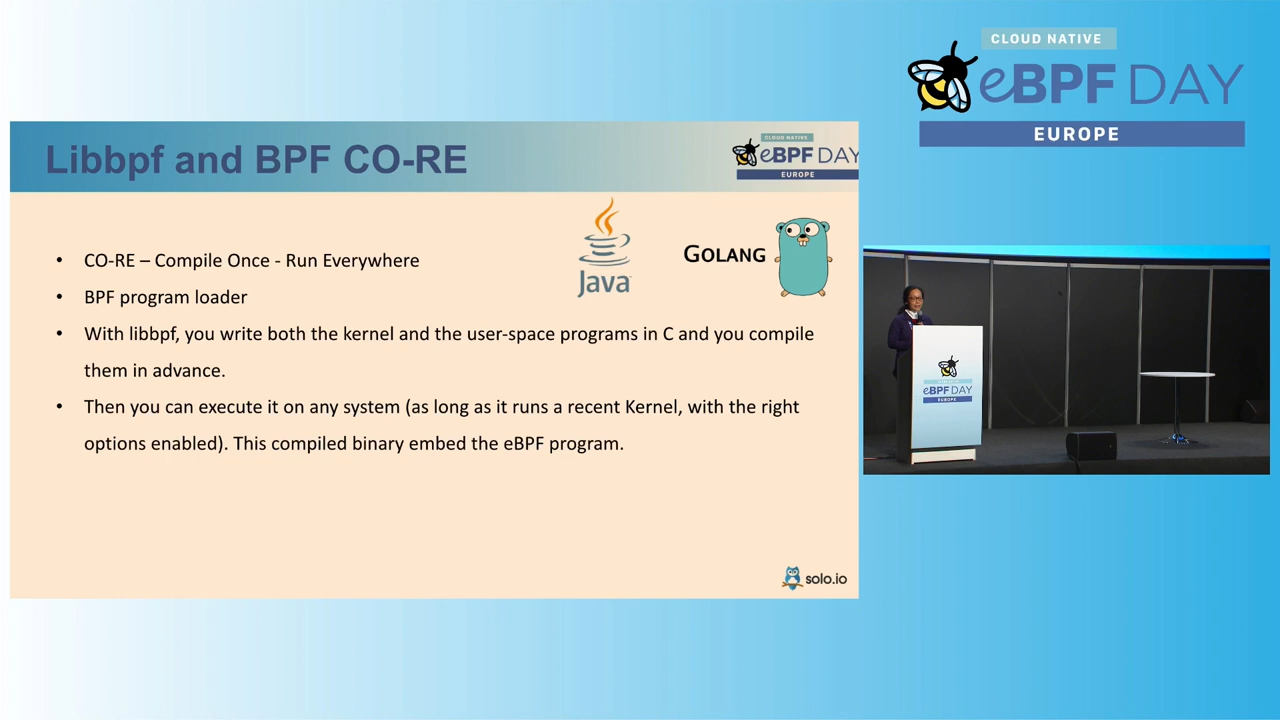 CLOUD NATIVE
eBPF DAY
EUROPE
Libbpf and BPF CO-RE
CLOUD NATIVE
eBPF DAY
EUROPE
Java
GOLANG
• CO-RE – Compile Once - Run Everywhere
• BPF program loader
• With libbpf, you write both the kernel and the user-space programs in C and you compile
them in advance.
• Then you can execute it on any system (as long as it runs a recent Kernel, with the right
options enabled). This compiled binary embed the eBPF program.
solo.io
eBPF DAY
EUROPE